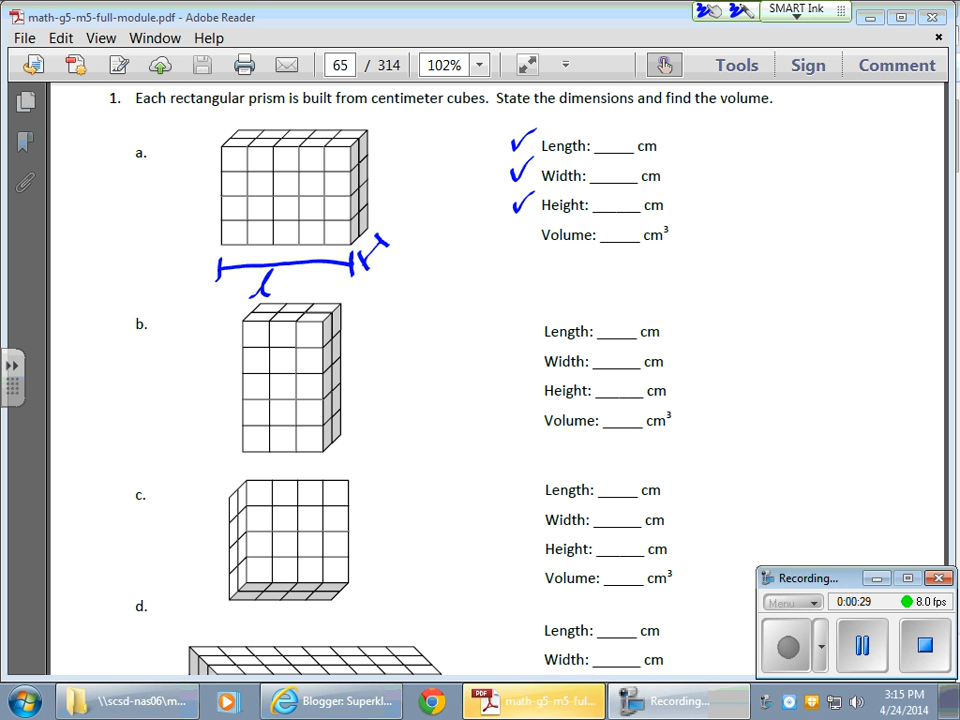 math-g5-m5-full-module.pdf - Adobe Reader
SMART Ink
File Edit View Window Help
65 / 314 102% Tools Sign Comment
1. Each rectangular prism is built from centimeter cubes. State the dimensions and find the volume.
a.
Length: _____ cm
Width: ______ cm
Height: ______ cm
Volume: _____ cm³
l
b.
Length: _____ cm
Width: ______ cm
Height: ______ cm
Volume: _____ cm³
c.
Length: _____ cm
Width: ______ cm
Height: ______ cm
Volume: _____ cm³
d.
Length: _____ cm
Width: ______ cm
Recording...
Menu 0:00:29 8.0 fps
\\scsd-nas06\m... Blogger: Superkl... PDF math-g5-m5-ful... Recording... 3:15 PM
4/24/2014